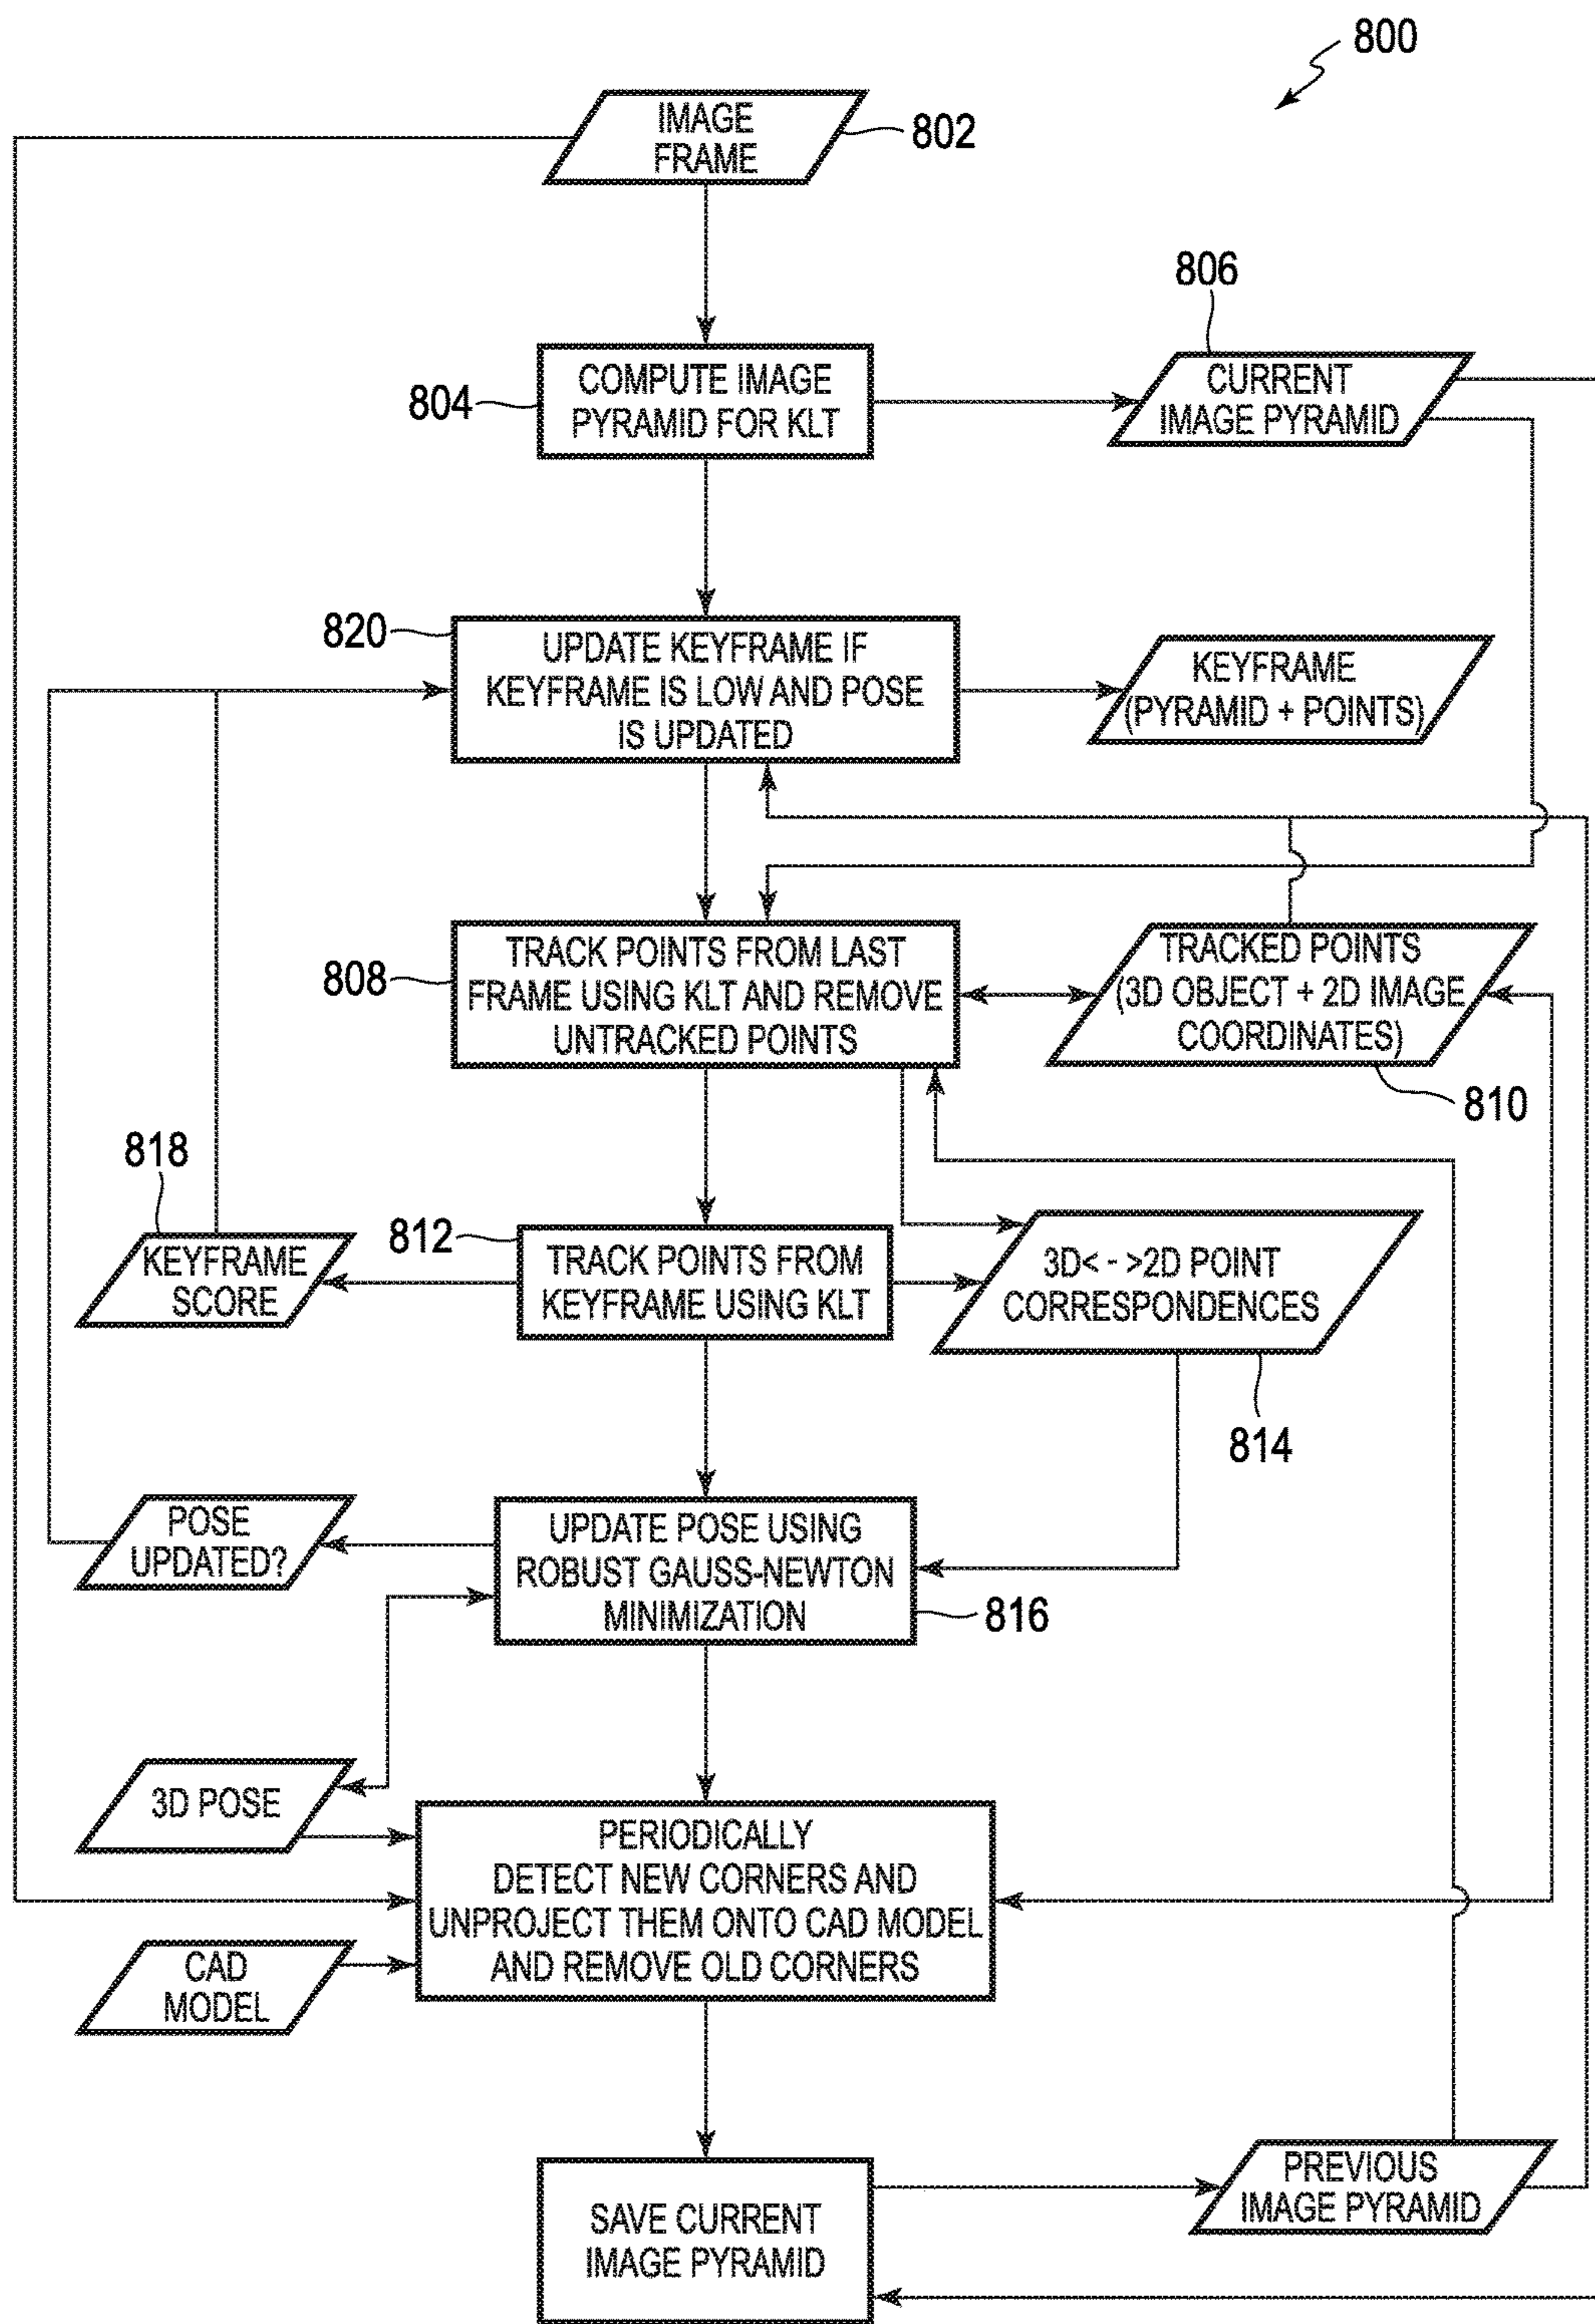 800
IMAGE
FRAME
802
806
804
COMPUTE IMAGE
PYRAMID FOR KLT
CURRENT
IMAGE PYRAMID
820
UPDATE KEYFRAME IF
KEYFRAME IS LOW AND POSE
IS UPDATED
KEYFRAME
(PYRAMID + POINTS)
808
TRACK POINTS FROM LAST
FRAME USING KLT AND REMOVE
UNTRACKED POINTS
TRACKED POINTS
(3D OBJECT + 2D IMAGE
COORDINATES)
810
818
KEYFRAME
SCORE
812
TRACK POINTS FROM
KEYFRAME USING KLT
3D< - >2D POINT
CORRESPONDENCES
814
POSE
UPDATED?
UPDATE POSE USING
ROBUST GAUSS-NEWTON
MINIMIZATION
816
3D POSE
PERIODICALLY
DETECT NEW CORNERS AND
UNPROJECT THEM ONTO CAD MODEL
AND REMOVE OLD CORNERS
CAD
MODEL
SAVE CURRENT
IMAGE PYRAMID
PREVIOUS
IMAGE PYRAMID